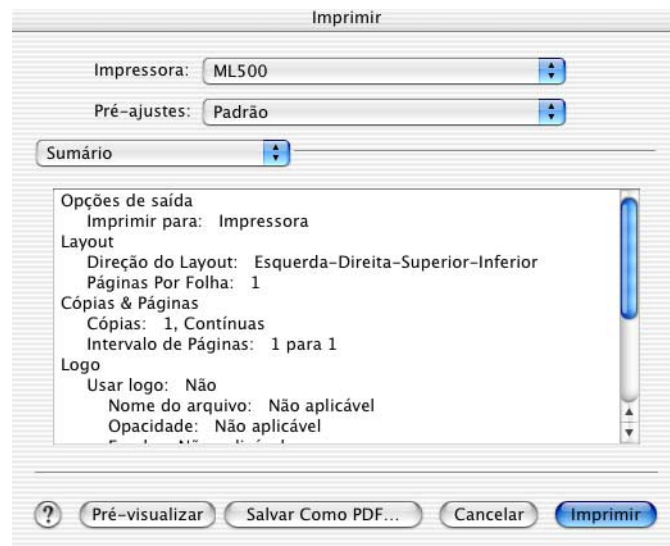 Imprimir
Impressora: ML500
Pré-ajustes: Padrão
Sumário
Opções de saída
Imprimir para: Impressora
Layout
Direção do Layout: Esquerda-Direita-Superior-Inferior
Páginas Por Folha: 1
Cópias & Páginas
Cópias: 1, Contínuas
Intervalo de Páginas: 1 para 1
Logo
Usar logo: Não
Nome do arquivo: Não aplicável
Opacidade: Não aplicável
? Pré-visualizar Salvar Como PDF... Cancelar Imprimir